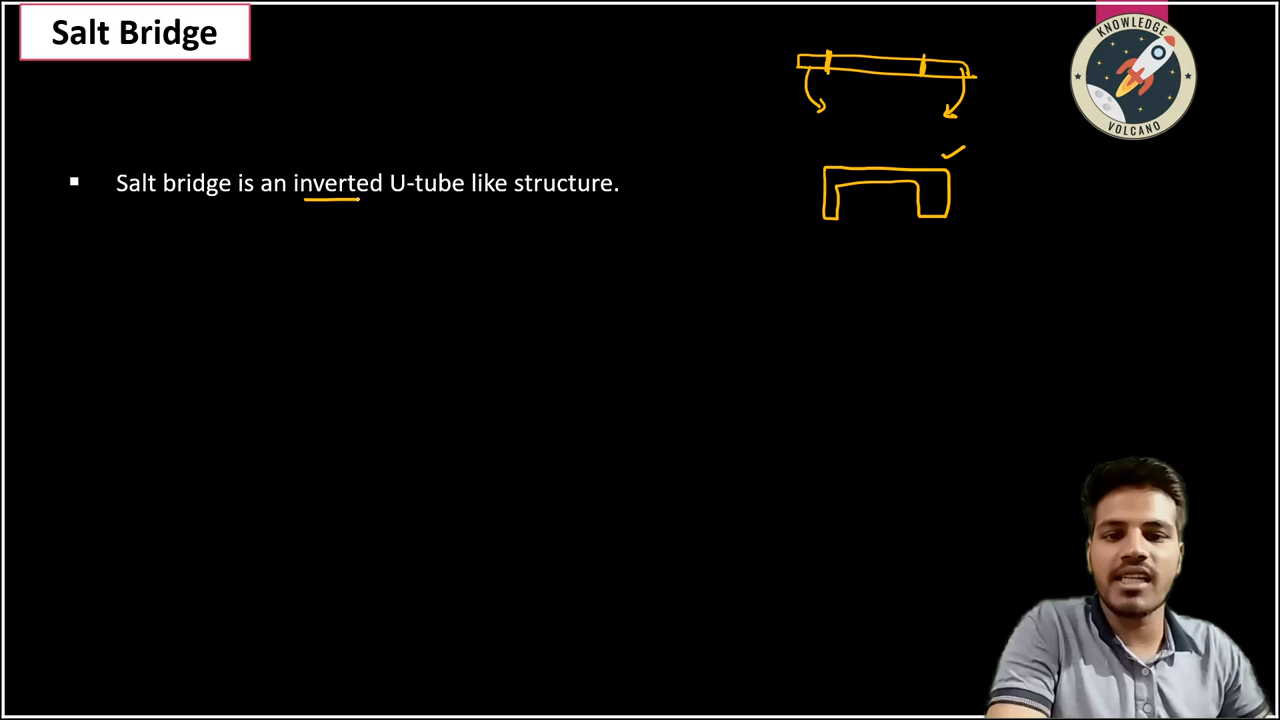 Salt Bridge
KNOWLEDGE
VOLCANO
▪ Salt bridge is an inverted U-tube like structure.